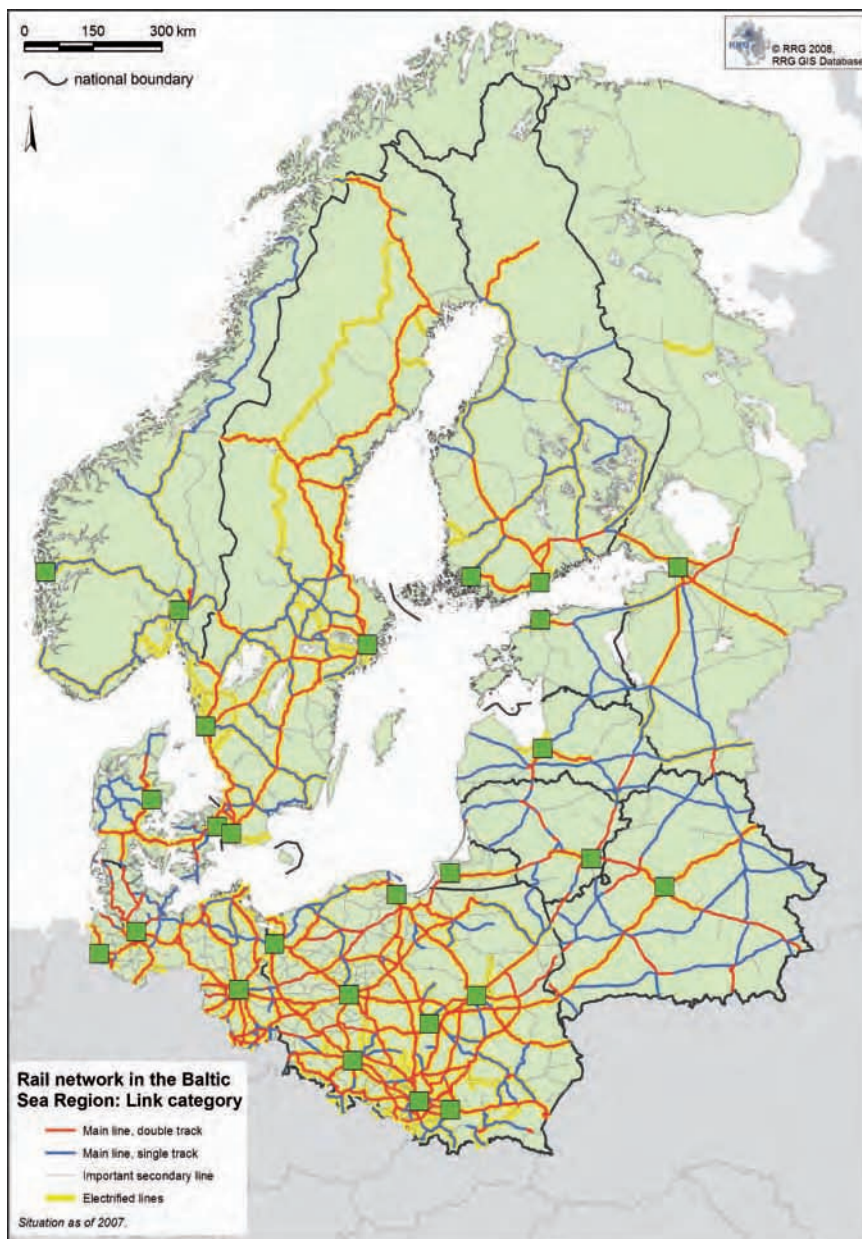 0 150 300 km
national boundary
RRG
© RRG 2008,
RRG GIS Database
Rail network in the Baltic
Sea Region: Link category
Main line, double track
Main line, single track
Important secondary line
Electrified lines
Situation as of 2007.